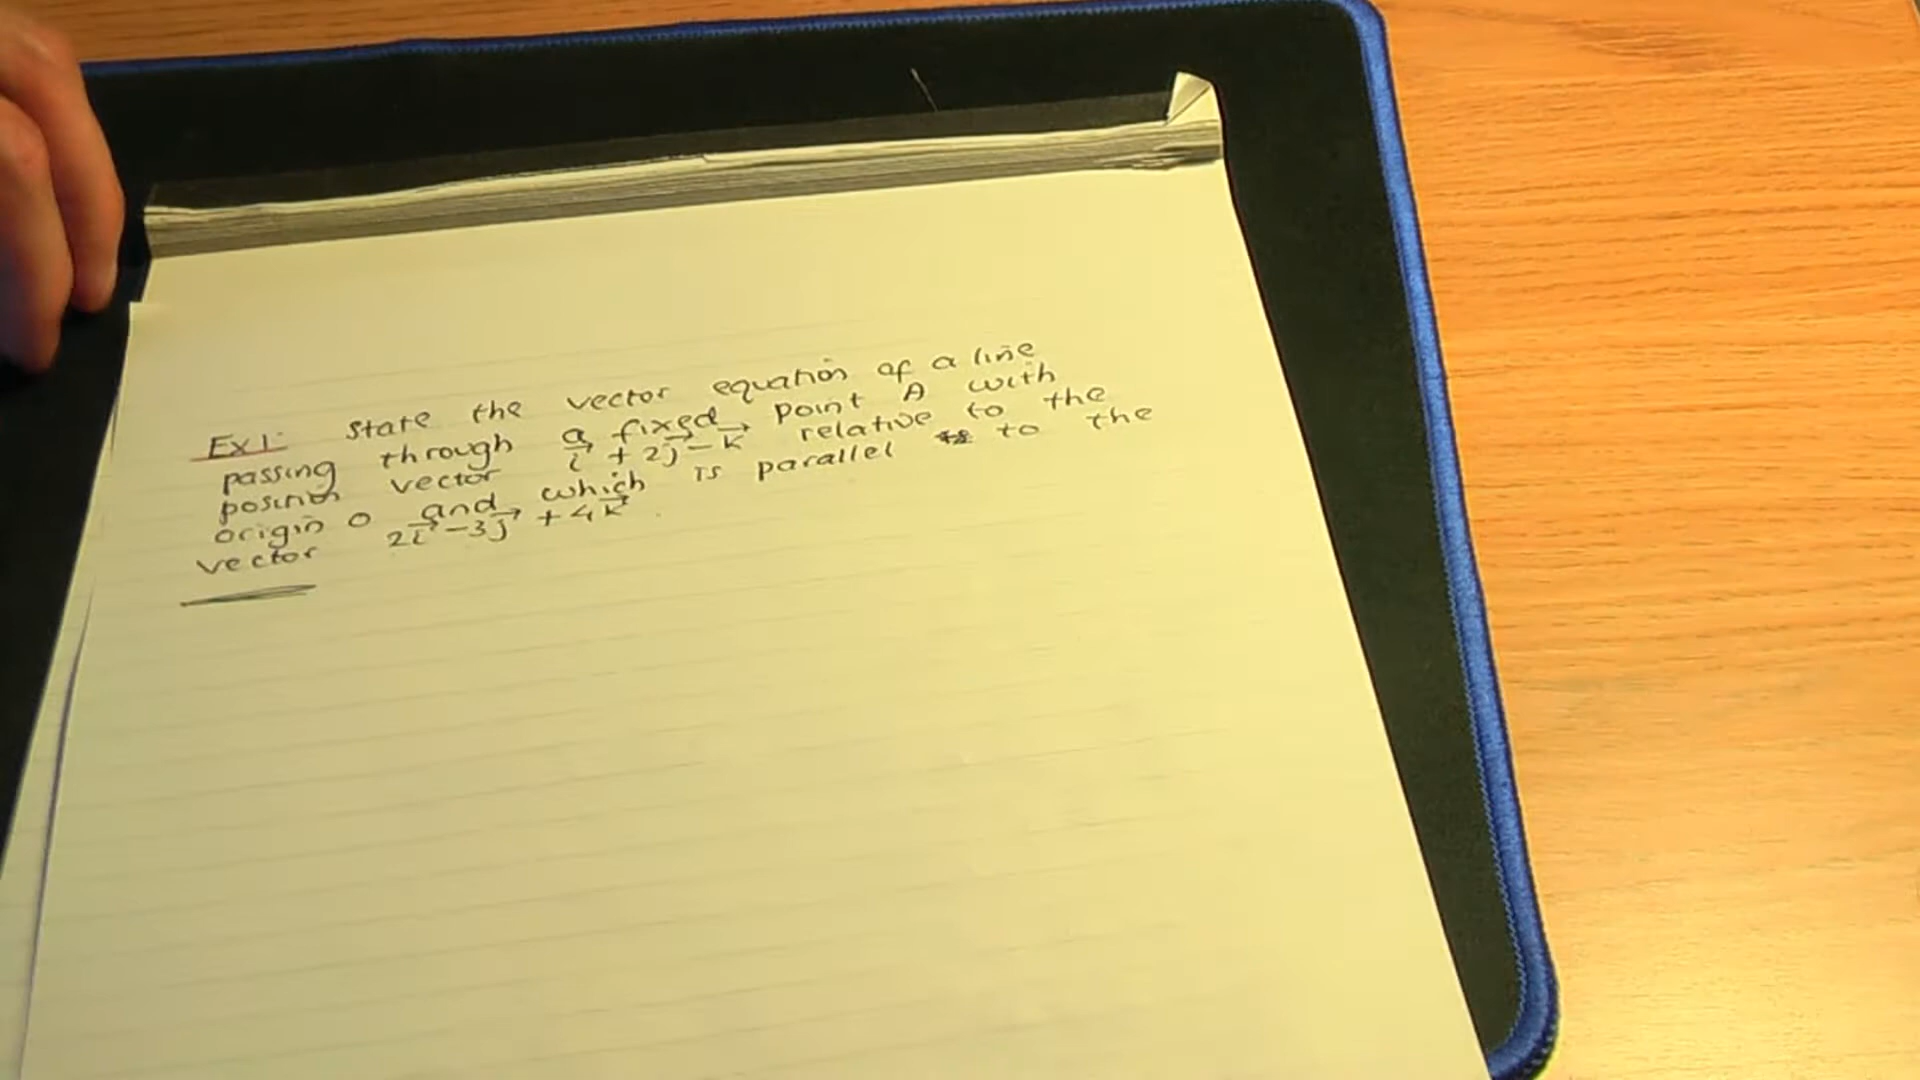 Ex1: State the vector equation of a line
passing through a fixed point A with
position vector i⃗ + 2j⃗ - k⃗ relative to the
origin O and which is parallel to the
vector 2i⃗ - 3j⃗ + 4k⃗.